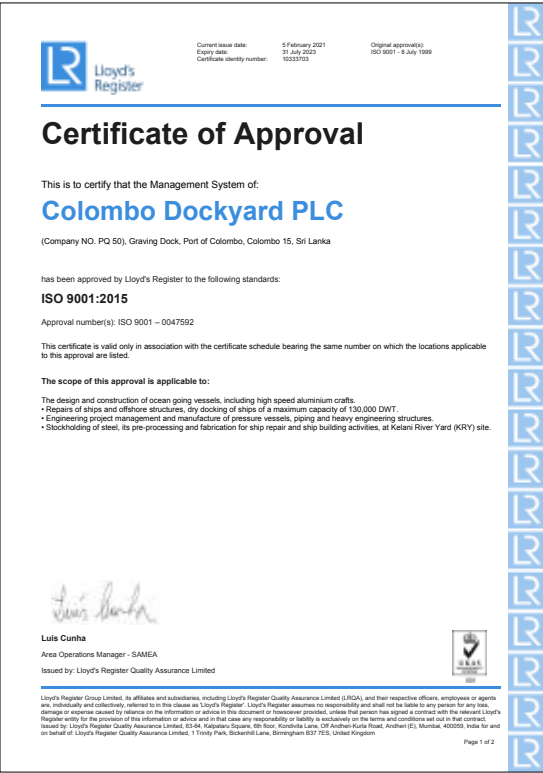 LR
Lloyd's
Register
Current issue date: 5 February 2021 Original approval(s):
Expiry date: 31 July 2023 ISO 9001 - 8 July 1999
Certificate identity number: 10333703
Certificate of Approval
This is to certify that the Management System of:
Colombo Dockyard PLC
(Company NO. PQ 50), Graving Dock, Port of Colombo, Colombo 15, Sri Lanka
has been approved by Lloyd's Register to the following standards:
ISO 9001:2015
Approval number(s): ISO 9001 – 0047592
This certificate is valid only in association with the certificate schedule bearing the same number on which the locations applicable
to this approval are listed.
The scope of this approval is applicable to:
The design and construction of ocean going vessels, including high speed aluminium crafts.
• Repairs of ships and offshore structures, dry docking of ships of a maximum capacity of 130,000 DWT.
• Engineering project management and manufacture of pressure vessels, piping and heavy engineering structures.
• Stockholding of steel, its pre-processing and fabrication for ship repair and ship building activities, at Kelani River Yard (KRY) site.
Luis Cunha
Luis Cunha
Area Operations Manager - SAMEA
Issued by: Lloyd's Register Quality Assurance Limited
UKAS
Lloyd's Register Group Limited, its affiliates and subsidiaries, including Lloyd's Register Quality Assurance Limited (LRQA), and their respective officers, employees or agents
are, individually and collectively, referred to in this clause as 'Lloyd's Register'. Lloyd's Register assumes no responsibility and shall not be liable to any person for any loss,
damage or expense caused by reliance on the information or advice in this document or howsoever provided, unless that person has signed a contract with the relevant Lloyd's
Register entity for the provision of this information or advice and in that case any responsibility or liability is exclusively on the terms and conditions set out in that contract.
Issued by: Lloyd's Register Quality Assurance Limited, 63-64, Kalpataru Square, 6th floor, Kondivita Lane, Off Andheri-Kurla Road, Andheri (E), Mumbai, 400059, India for and
on behalf of: Lloyd's Register Quality Assurance Limited, 1 Trinity Park, Bickenhill Lane, Birmingham B37 7ES, United Kingdom
Page 1 of 2